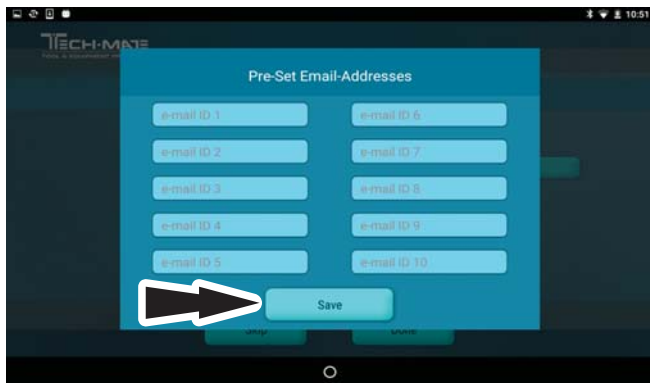 10:51
TECH-MATE
Pre-Set Email-Addresses
e-mail ID 1
e-mail ID 6
e-mail ID 2
e-mail ID 7
e-mail ID 3
e-mail ID 8
e-mail ID 4
e-mail ID 9
e-mail ID 5
e-mail ID 10
Save
Skip
Done